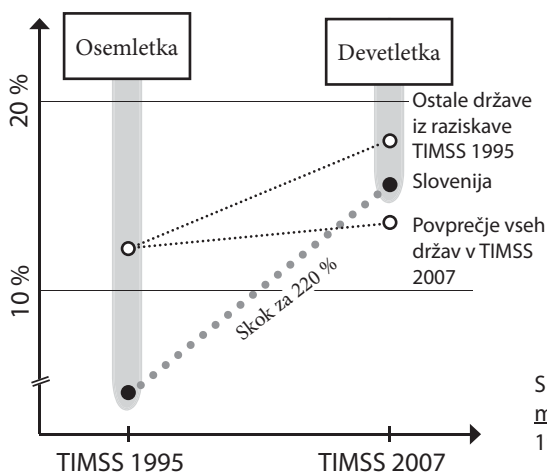 Osemletka
Devetletka
20 %
Ostale države
iz raziskave
TIMSS 1995
Slovenija
Povprečje vseh
držav v TIMSS
2007
10 %
Skok za 220 %
S
m
1
TIMSS 1995
TIMSS 2007